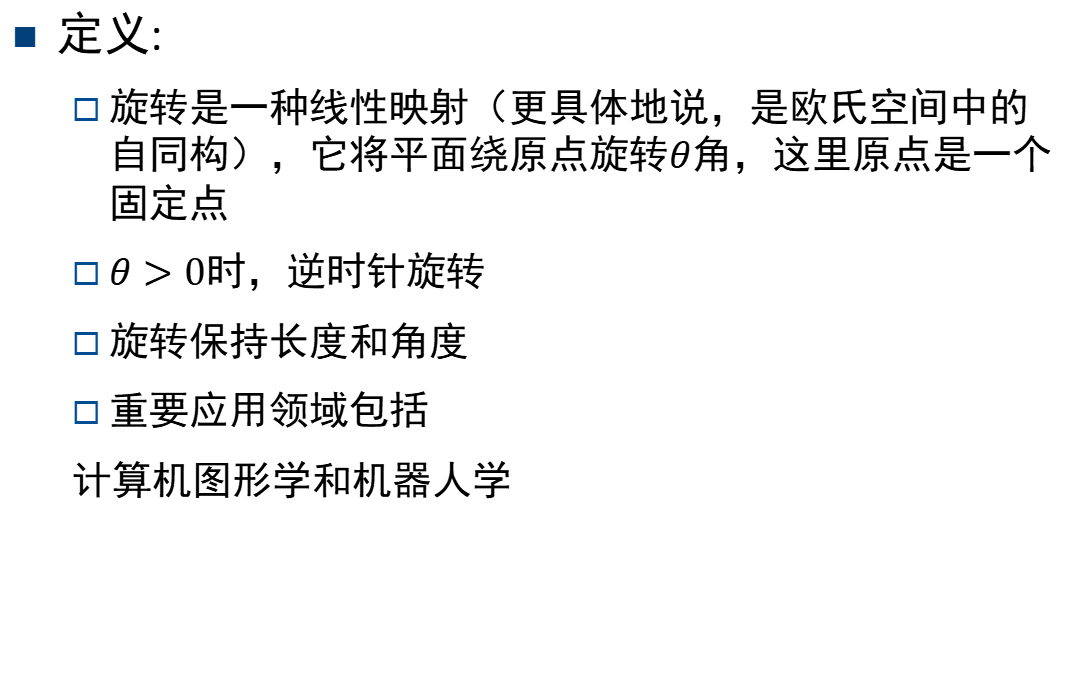 ■ 定义:
□ 旋转是一种线性映射（更具体地说，是欧氏空间中的
自同构），它将平面绕原点旋转𝜃角，这里原点是一个
固定点
□ 𝜃 > 0时，逆时针旋转
□ 旋转保持长度和角度
□ 重要应用领域包括
计算机图形学和机器人学